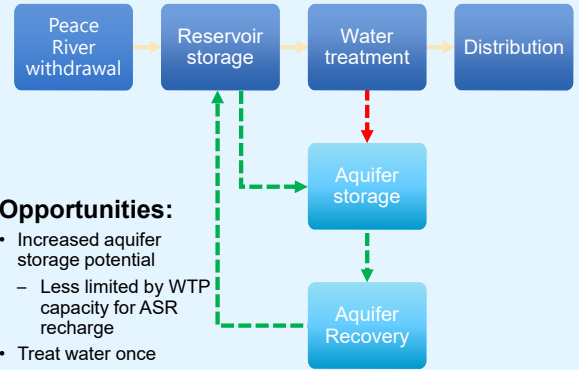 Peace
River
withdrawal
Reservoir
storage
Water
treatment
Distribution
Aquifer
storage
Aquifer
Recovery
Opportunities:
• Increased aquifer
storage potential
– Less limited by WTP
capacity for ASR
recharge
• Treat water once